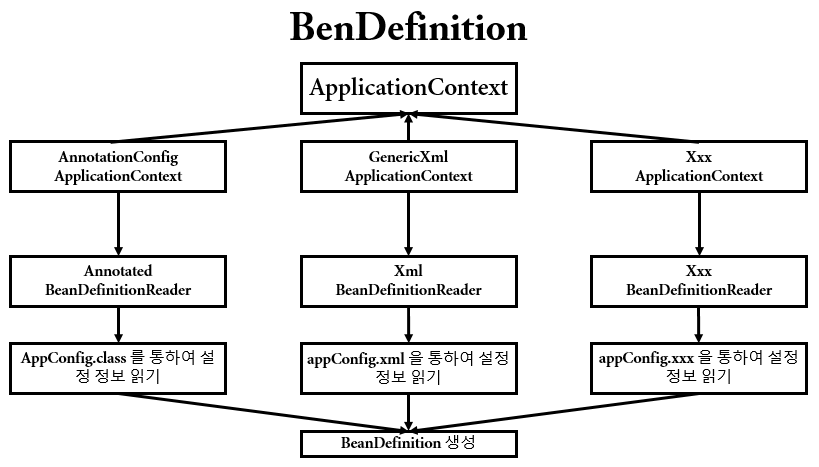 BenDefinition
ApplicationContext
AnnotationConfig
ApplicationContext
GenericXml
ApplicationContext
Xxx
ApplicationContext
Annotated
BeanDefinitionReader
Xml
BeanDefinitionReader
Xxx
BeanDefinitionReader
AppConfig.class 를 통하여 설
정 정보 읽기
appConfig.xml 을 통하여 설정
정보 읽기
appConfig.xxx 을 통하여 설정
정보 읽기
BeanDefinition 생성